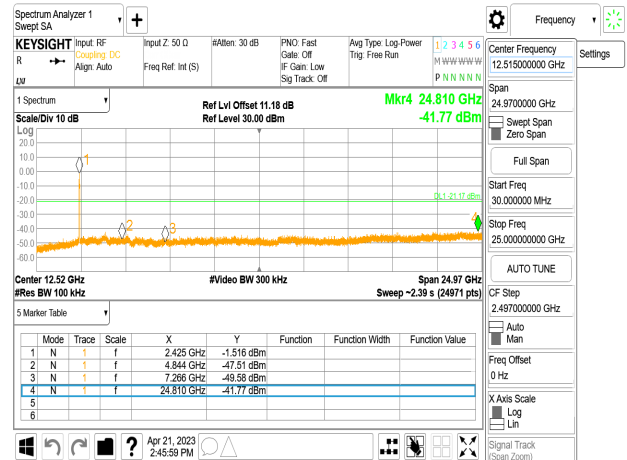 Spectrum Analyzer 1
Swept SA
Frequency
KEYSIGHT
R
Input: RF
Coupling: DC
Align: Auto
Input Z: 50 Ω
Freq Ref: Int (S)
#Atten: 30 dB
PNO: Fast
Gate: Off
IF Gain: Low
Sig Track: Off
Avg Type: Log-Power
Trig: Free Run
1 2 3 4 5 6
M W W W W W
P N N N N N
Center Frequency
12.515000000 GHz
Settings
1 Spectrum
Scale/Div 10 dB
Ref Lvl Offset 11.18 dB
Ref Level 30.00 dBm
Mkr4 24.810 GHz
-41.77 dBm
Span
24.9700000 GHz
Swept Span
Zero Span
Full Span
Start Freq
30.000000 MHz
Stop Freq
25.000000000 GHz
AUTO TUNE
CF Step
2.497000000 GHz
Auto
Man
Freq Offset
0 Hz
X Axis Scale
Log
Lin
Signal Track
(Span Zoom)
Log
20.0
10.0
0.00
-10.0
-20.0
-30.0
-40.0
-50.0
-60.0
1
2
3
4
DL1 -21.17 dBm
Center 12.52 GHz
#Res BW 100 kHz
#Video BW 300 kHz
Span 24.97 GHz
Sweep ~2.39 s (24971 pts)
5 Marker Table
Mode Trace Scale X Y Function Function Width Function Value
1 N 1 f 2.425 GHz -1.516 dBm
2 N 1 f 4.844 GHz -47.51 dBm
3 N 1 f 7.266 GHz -49.58 dBm
4 N 1 f 24.810 GHz -41.77 dBm
5
6
?
Apr 21, 2023
2:45:59 PM